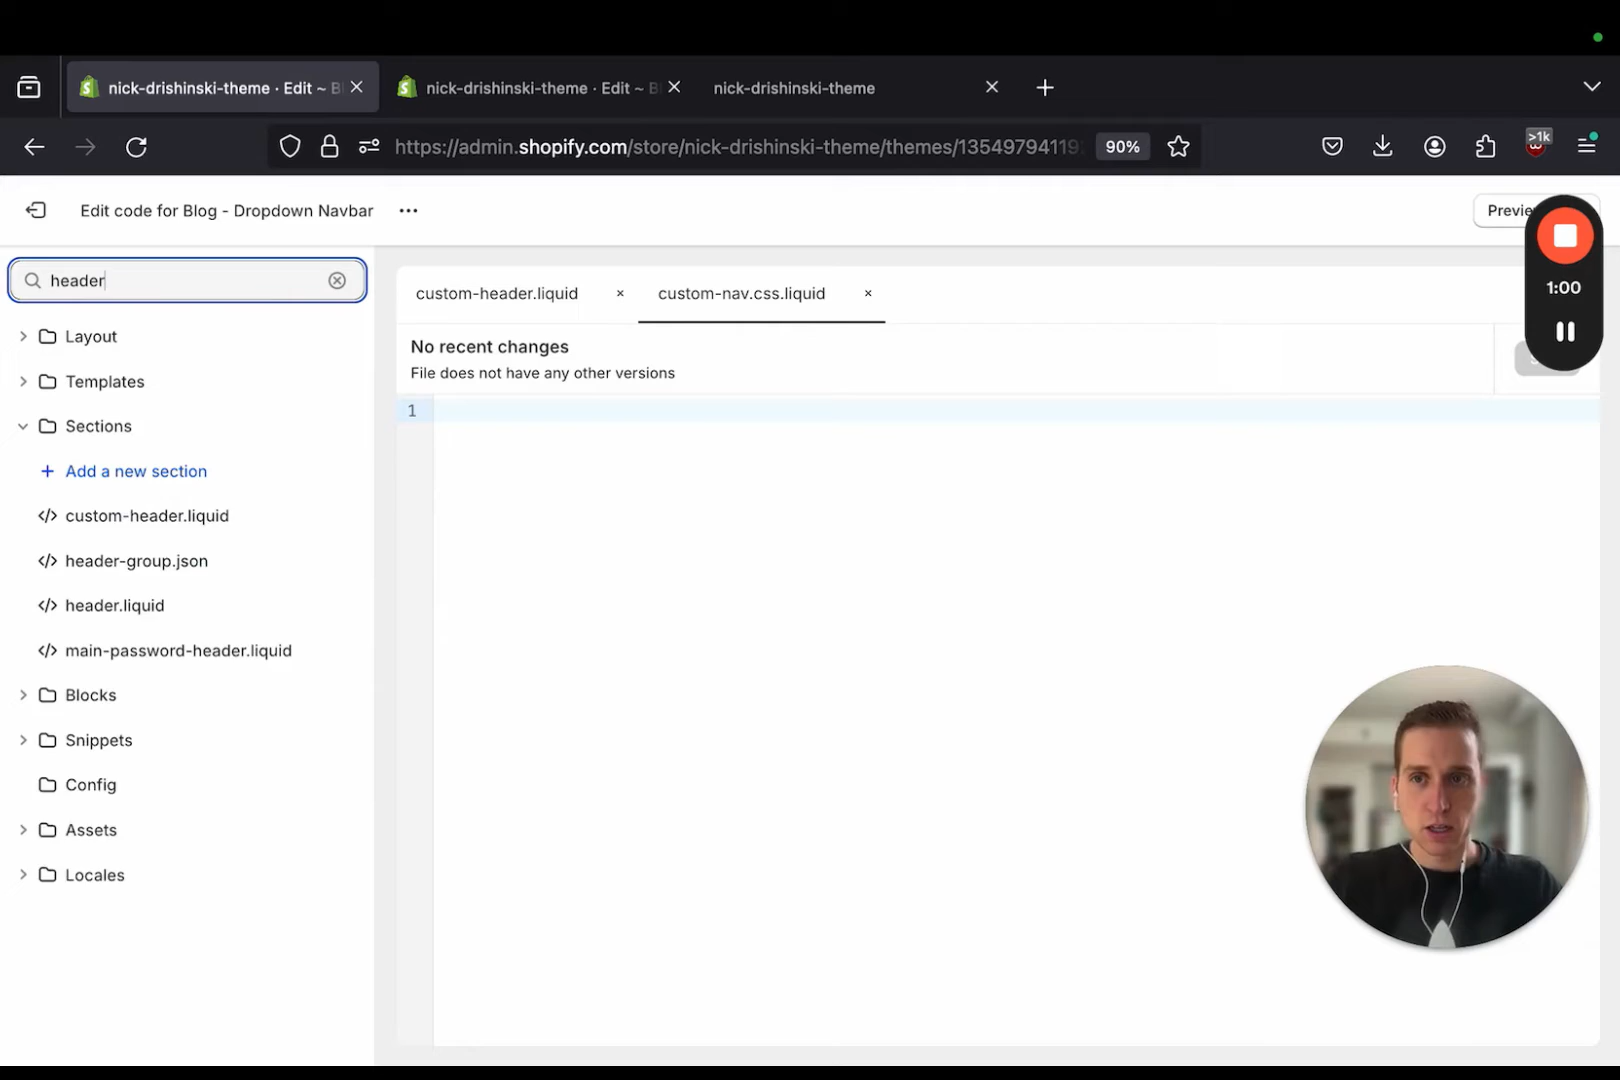 nick-drishinski-theme · Edit ~ B
nick-drishinski-theme · Edit ~ B
nick-drishinski-theme
https://admin.shopify.com/store/nick-drishinski-theme/themes/13549794119
90%
>1k
Edit code for Blog - Dropdown Navbar
Previe
1:00
header
custom-header.liquid
custom-nav.css.liquid
Layout
No recent changes
File does not have any other versions
Templates
1
Sections
Add a new section
custom-header.liquid
header-group.json
header.liquid
main-password-header.liquid
Blocks
Snippets
Config
Assets
Locales